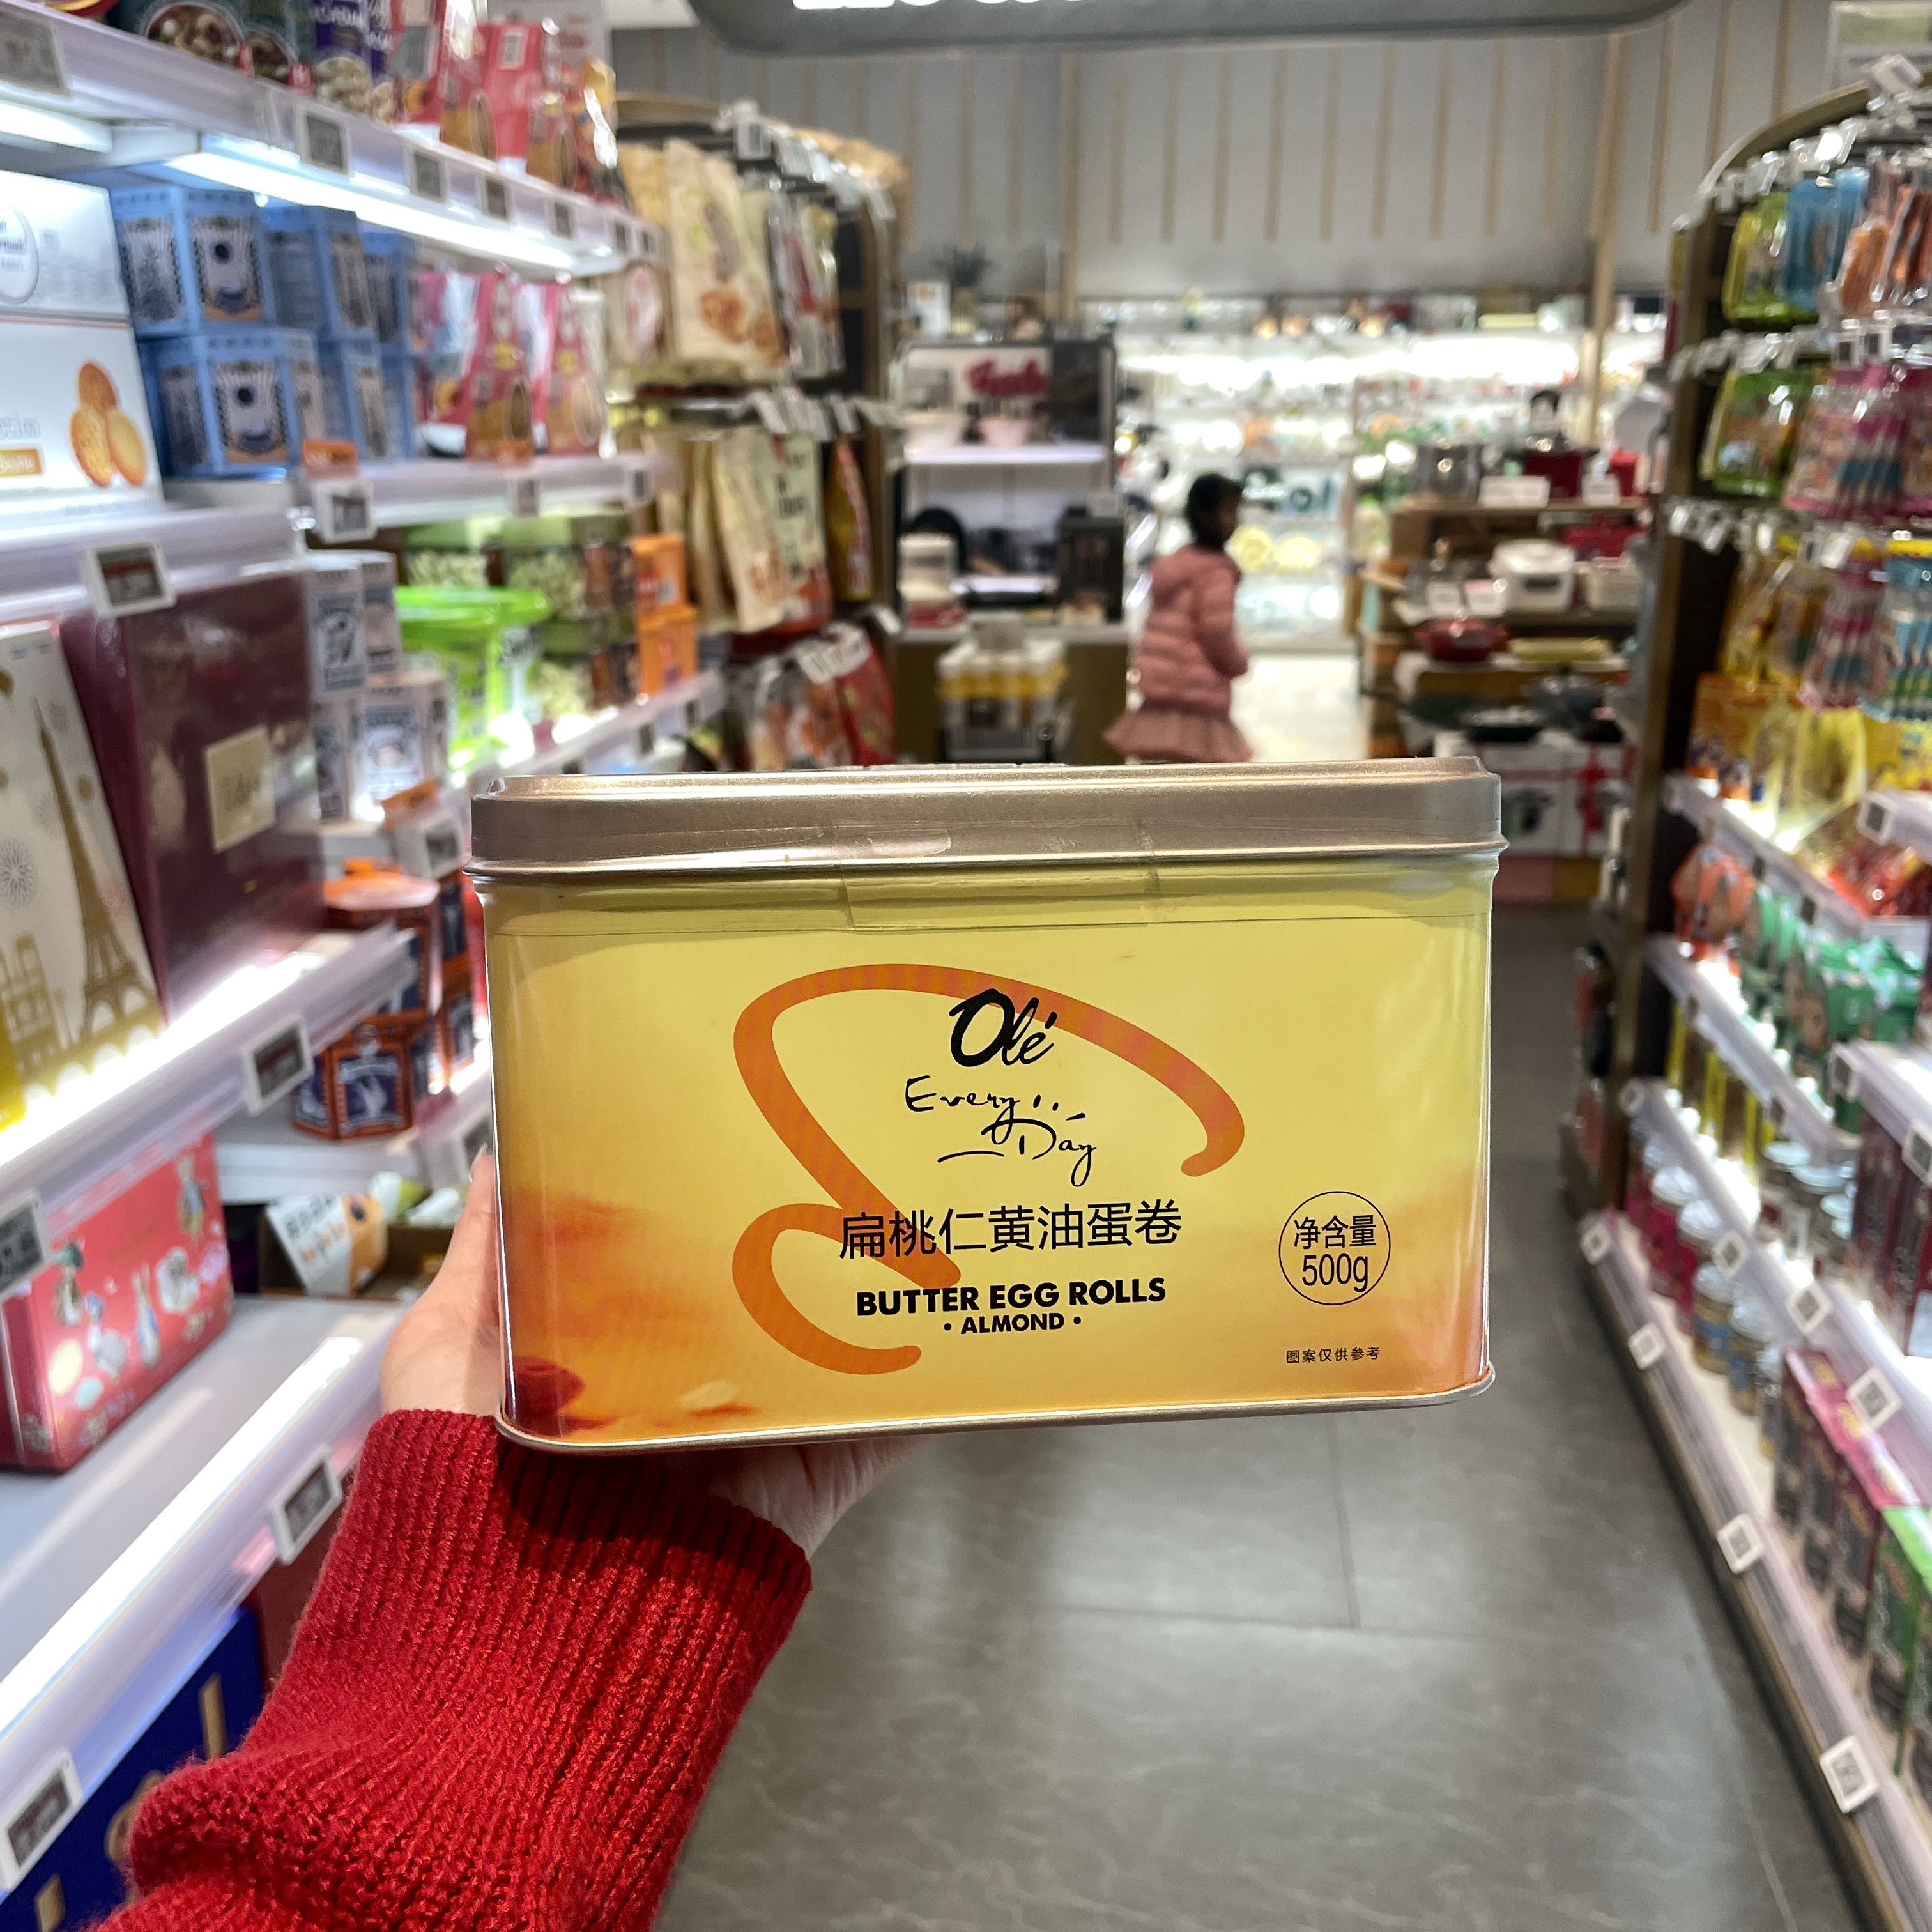 Olé
Every
Day
扁桃仁黄油蛋卷
BUTTER EGG ROLLS
• ALMOND •
净含量
500g
图案仅供参考